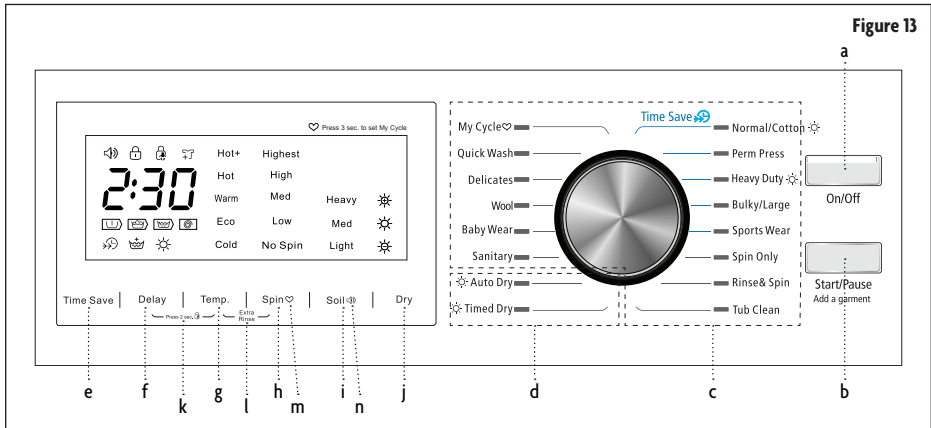 Figure 13
a
Press 3 sec. to set My Cycle
2:30
Hot+ Highest
Hot High
Warm Med Heavy
Eco Low Med
Cold No Spin Light
Time Save Delay Temp. Spin Soil Dry
Press 2 sec. Extra Rinse
Time Save
My Cycle Normal/Cotton
Quick Wash Perm Press
Delicates Heavy Duty
Wool Bulky/Large
Baby Wear Sports Wear
Sanitary Spin Only
Auto Dry Rinse& Spin
Timed Dry Tub Clean
On/Off
Start/Pause
Add a garment
e f g h i j d c b
k l m n